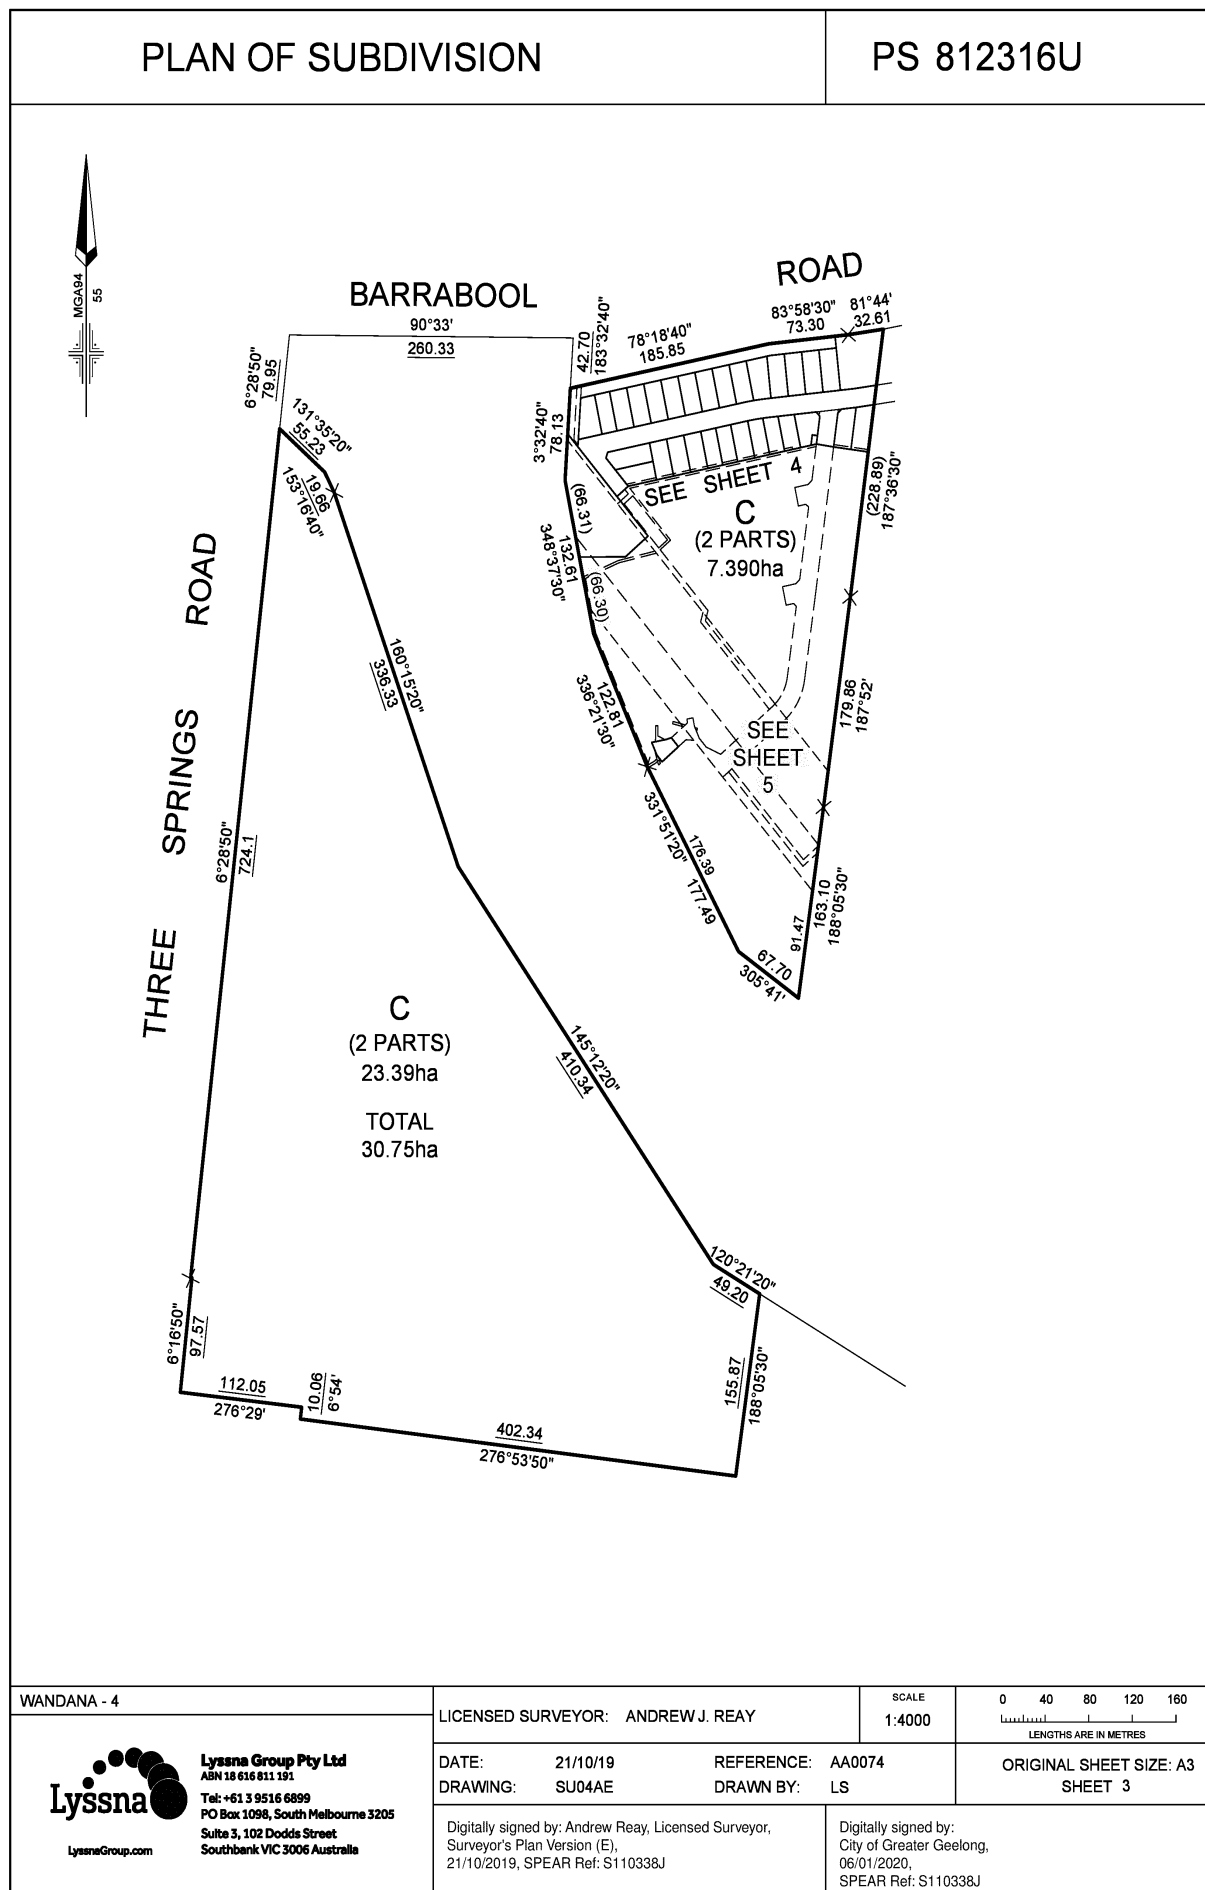 PLAN OF SUBDIVISION
PS 812316U
MGA94
55
BARRABOOL
ROAD
90°33'
260.33
6°28'50"
79.95
42.70
183°32'40"
78°18'40"
185.85
83°58'30"
73.30
81°44'
32.61
131°35'20"
55.23
19.66
153°16'40"
3°32'40"
78.13
SEE SHEET 4
C
(2 PARTS)
7.390ha
(228.89)
187°36'30"
(66.31)
132.61
348°37'30"
(66.30)
122.81
336°21'30"
160°15'20"
336.33
179.86
187°52'
SEE
SHEET
5
331°51'20"
176.39
177.49
163.10
188°05'30"
91.47
67.70
305°41'
THREE SPRINGS ROAD
6°28'50"
724.1
C
(2 PARTS)
23.39ha
TOTAL
30.75ha
145°12'20"
410.34
120°21'20"
49.20
6°16'50"
97.57
112.05
276°29'
10.06
6°54'
402.34
276°53'50"
155.87
188°05'30"
WANDANA - 4
Lyssna
LyssnaGroup.com
Lyssna Group Pty Ltd
ABN 18 616 811 191
Tel: +61 3 9516 6899
PO Box 1098, South Melbourne 3205
Suite 3, 102 Dodds Street
Southbank VIC 3006 Australia
LICENSED SURVEYOR: ANDREW J. REAY
SCALE
1:4000
0 40 80 120 160
LENGTHS ARE IN METRES
DATE: 21/10/19 REFERENCE: AA0074
DRAWING: SU04AE DRAWN BY: LS
ORIGINAL SHEET SIZE: A3
SHEET 3
Digitally signed by: Andrew Reay, Licensed Surveyor,
Surveyor's Plan Version (E),
21/10/2019, SPEAR Ref: S110338J
Digitally signed by:
City of Greater Geelong,
06/01/2020,
SPEAR Ref: S110338J